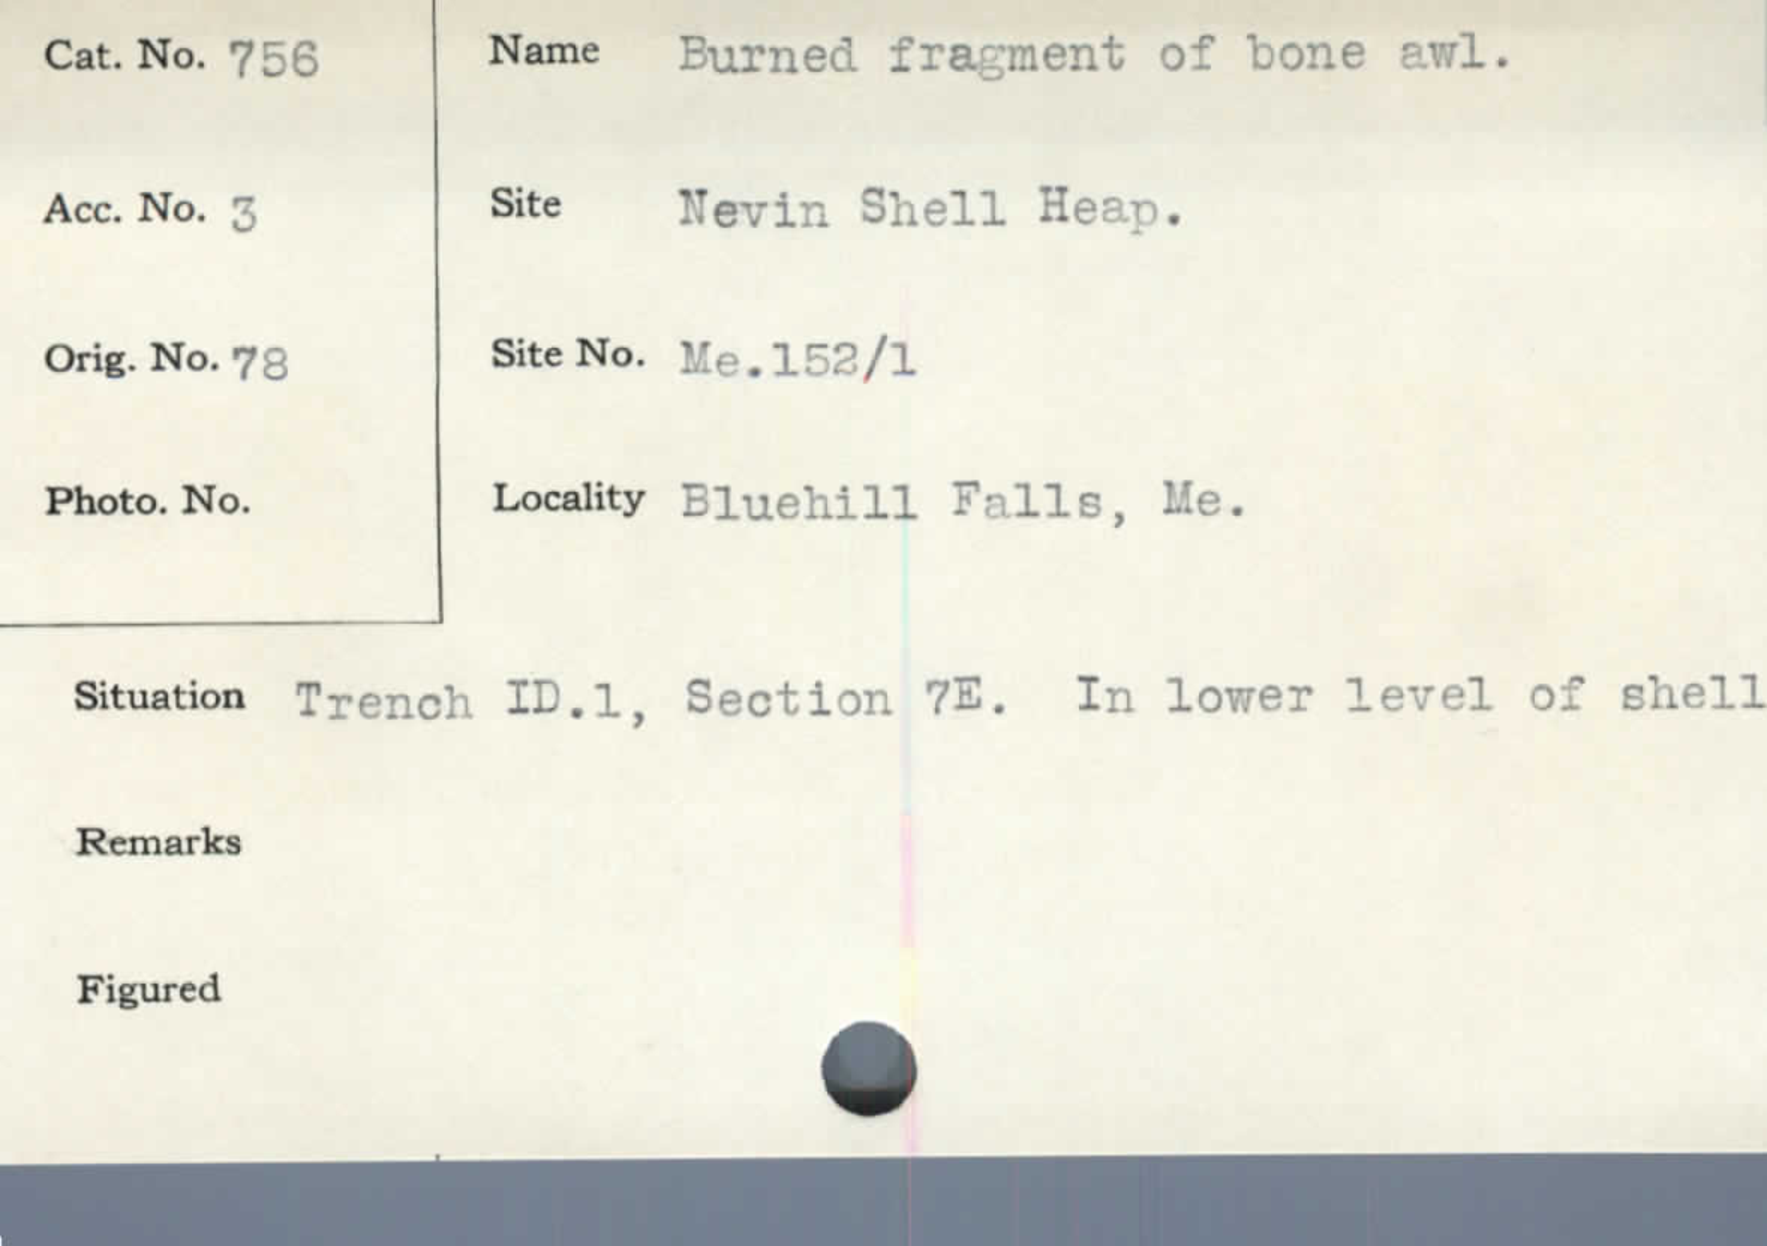 Cat. No. 756
Name Burned fragment of bone awl.
Acc. No. 3
Site Nevin Shell Heap.
Orig. No. 78
Site No. Me.152/1
Photo. No.
Locality Bluehill Falls, Me.
Situation Trench ID.1, Section 7E. In lower level of shell
Remarks
Figured